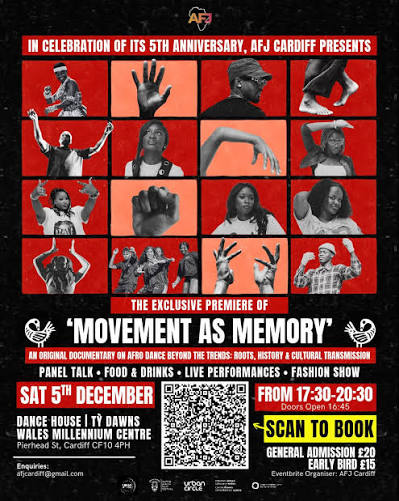 AFJ
IN CELEBRATION OF ITS 5TH ANNIVERSARY, AFJ CARDIFF PRESENTS
THE EXCLUSIVE PREMIERE OF
'MOVEMENT AS MEMORY'
AN ORIGINAL DOCUMENTARY ON AFRO DANCE BEYOND THE TRENDS: ROOTS, HISTORY & CULTURAL TRANSMISSION
PANEL TALK • FOOD & DRINKS • LIVE PERFORMANCES • FASHION SHOW
SAT 5TH DECEMBER
DANCE HOUSE | TŶ DAWNS
WALES MILLENNIUM CENTRE
Pierhead St, Cardiff CF10 4PH
Enquiries:
afjcardiff@gmail.com
FROM 17:30-20:30
Doors Open 16:45
SCAN TO BOOK
GENERAL ADMISSION £20
EARLY BIRD £15
Eventbrite Organiser: AFJ Cardiff
urban
circle